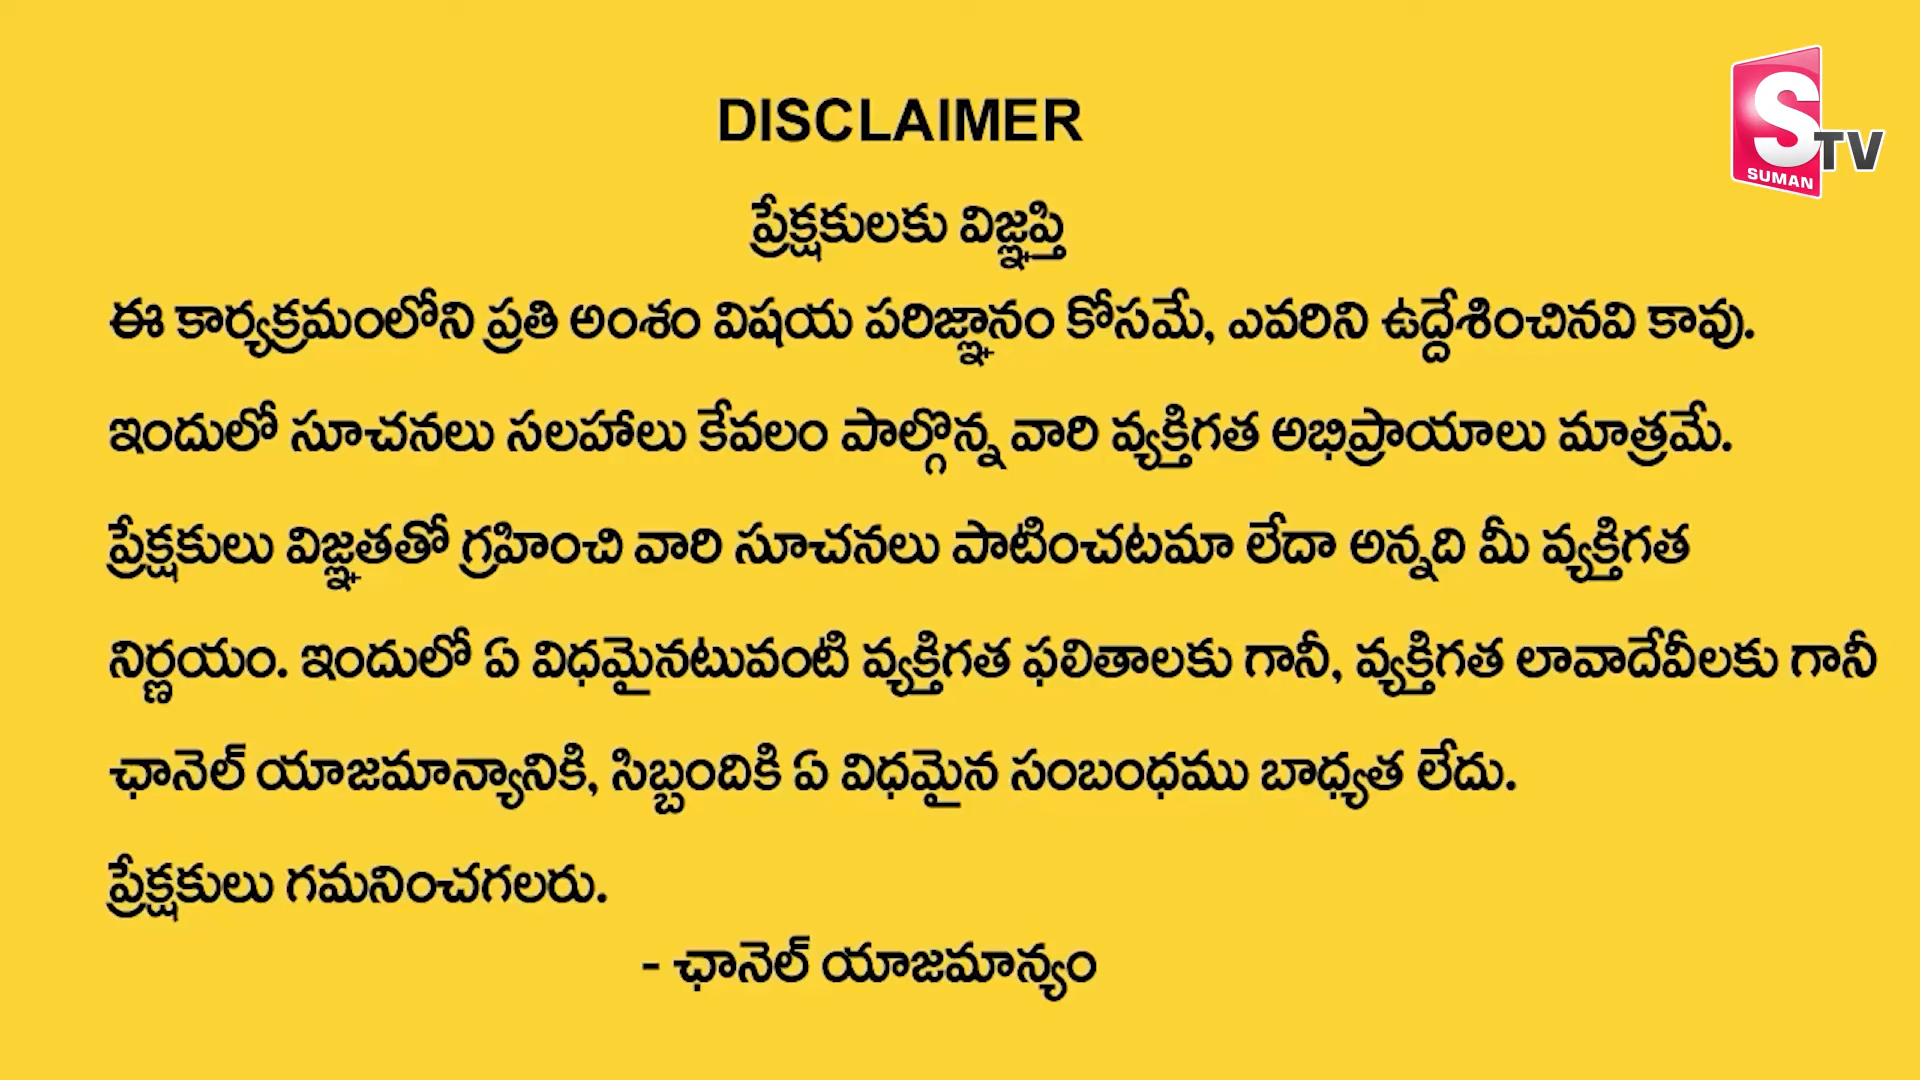 DISCLAIMER
S TV
SUMAN
ప్రేక్షకులకు విజ్ఞప్తి
ఈ కార్యక్రమంలోని ప్రతి అంశం విషయ పరిజ్ఞానం కోసమే, ఎవరిని ఉద్దేశించినవి కావు.
ఇందులో సూచనలు సలహాలు కేవలం పాల్గొన్న వారి వ్యక్తిగత అభిప్రాయాలు మాత్రమే.
ప్రేక్షకులు విజ్ఞతతో గ్రహించి వారి సూచనలు పాటించటమా లేదా అన్నది మీ వ్యక్తిగత
నిర్ణయం. ఇందులో ఏ విధమైనటువంటి వ్యక్తిగత ఫలితాలకు గానీ, వ్యక్తిగత లావాదేవీలకు గానీ
ఛానెల్ యాజమాన్యానికి, సిబ్బందికి ఏ విధమైన సంబంధము బాధ్యత లేదు.
ప్రేక్షకులు గమనించగలరు.
- ఛానెల్ యాజమాన్యం